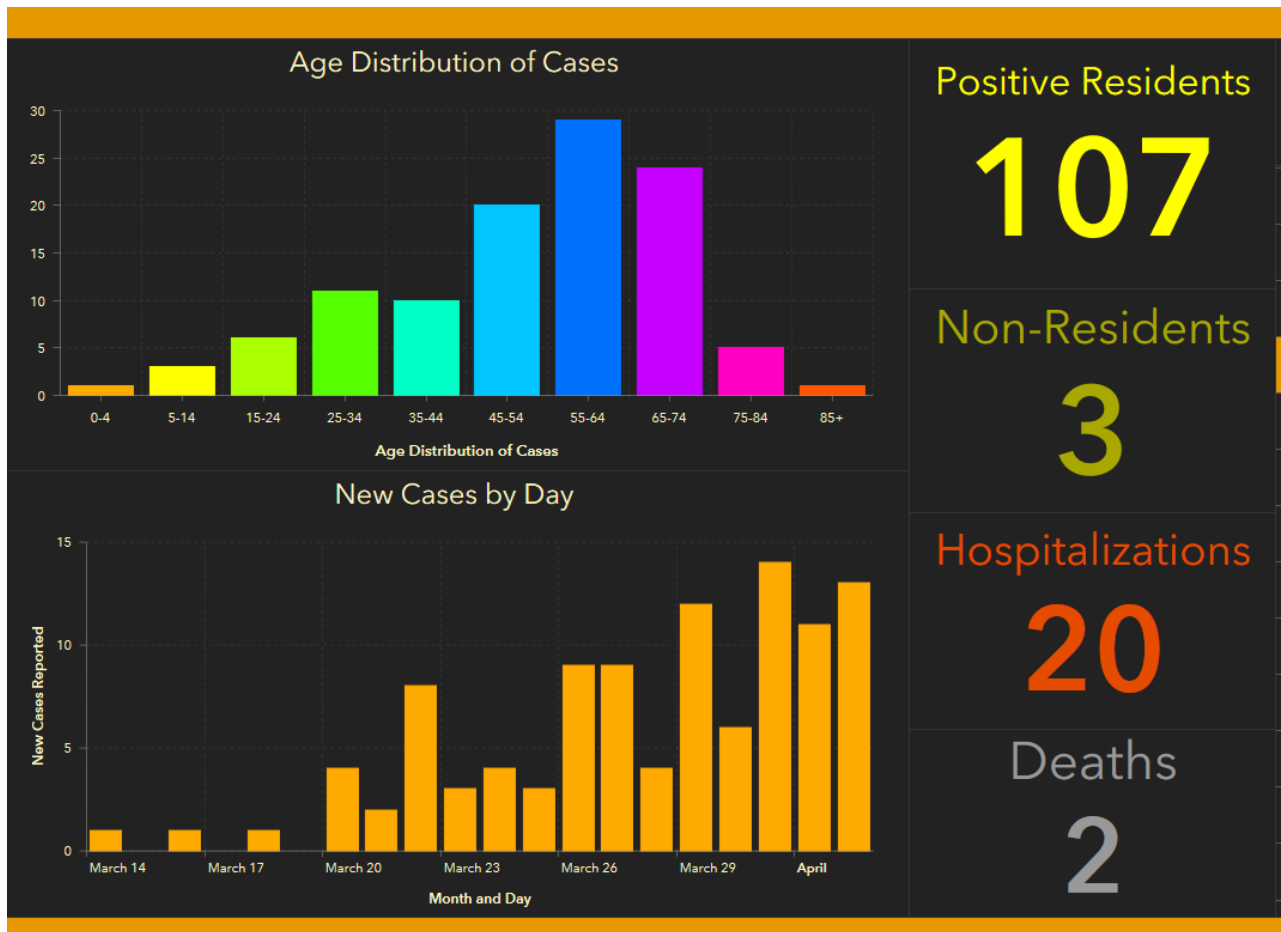 Age Distribution of Cases
30
25
20
15
10
5
0
0-4 5-14 15-24 25-34 35-44 45-54 55-64 65-74 75-84 85+
Age Distribution of Cases
New Cases by Day
New Cases Reported
15
10
5
0
March 14 March 17 March 20 March 23 March 26 March 29 April
Month and Day
Positive Residents
107
Non-Residents
3
Hospitalizations
20
Deaths
2